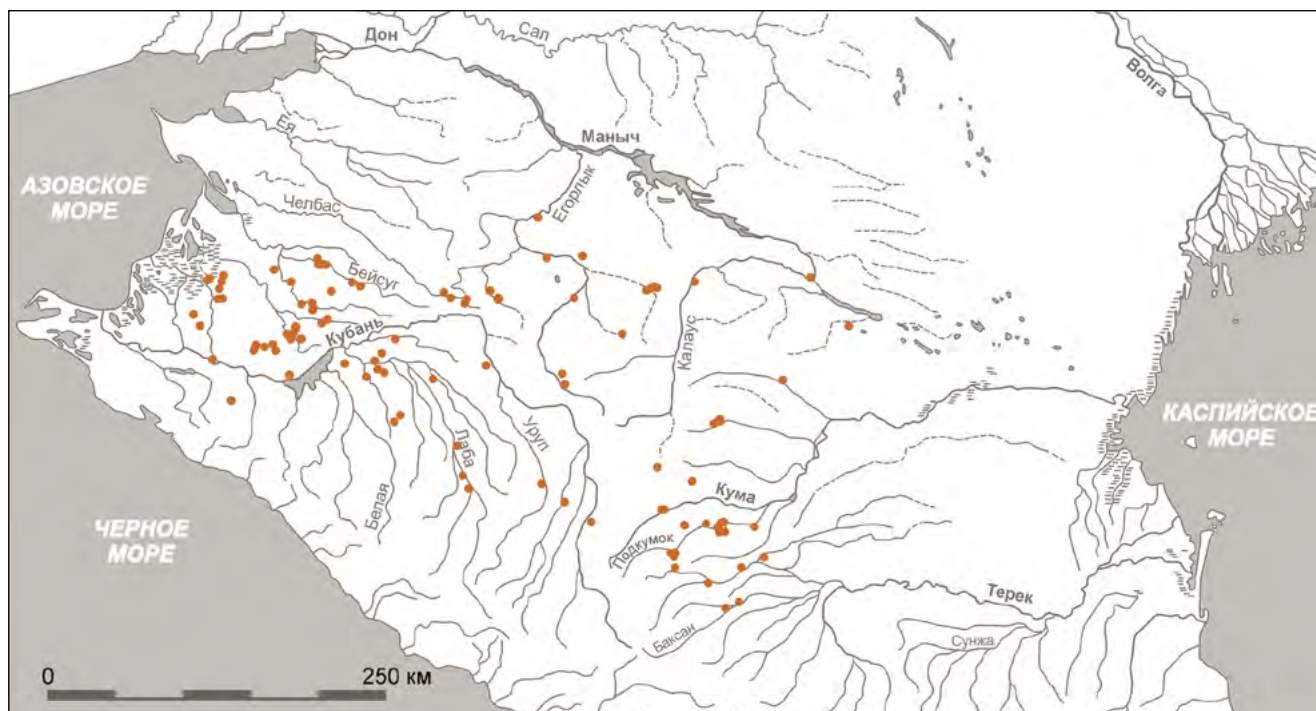 Дон
Сал
Волга
Ея
Маныч
АЗОВСКОЕ
МОРЕ
Челбас
Егорлык
Бейсуг
Кубань
Калаус
КАСПИЙСКОЕ
МОРЕ
Уруп
Лаба
Белая
Кума
ЧЕРНОЕ
МОРЕ
Подкумок
Терек
Баксан
Сунжа
0
250 км